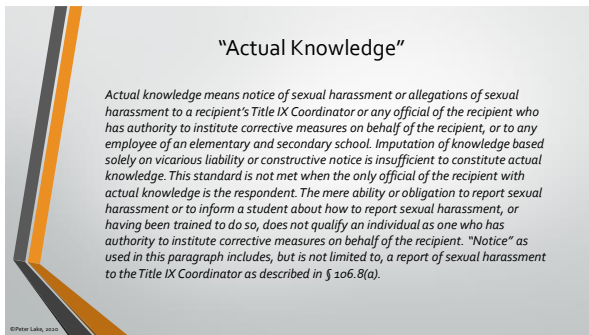 “Actual Knowledge”
Actual knowledge means notice of sexual harassment or allegations of sexual
harassment to a recipient’s Title IX Coordinator or any official of the recipient who
has authority to institute corrective measures on behalf of the recipient, or to any
employee of an elementary and secondary school. Imputation of knowledge based
solely on vicarious liability or constructive notice is insufficient to constitute actual
knowledge. This standard is not met when the only official of the recipient with
actual knowledge is the respondent. The mere ability or obligation to report sexual
harassment or to inform a student about how to report sexual harassment, or
having been trained to do so, does not qualify an individual as one who has
authority to institute corrective measures on behalf of the recipient. “Notice” as
used in this paragraph includes, but is not limited to, a report of sexual harassment
to the Title IX Coordinator as described in § 106.8(a).
©Peter Lake, 2020